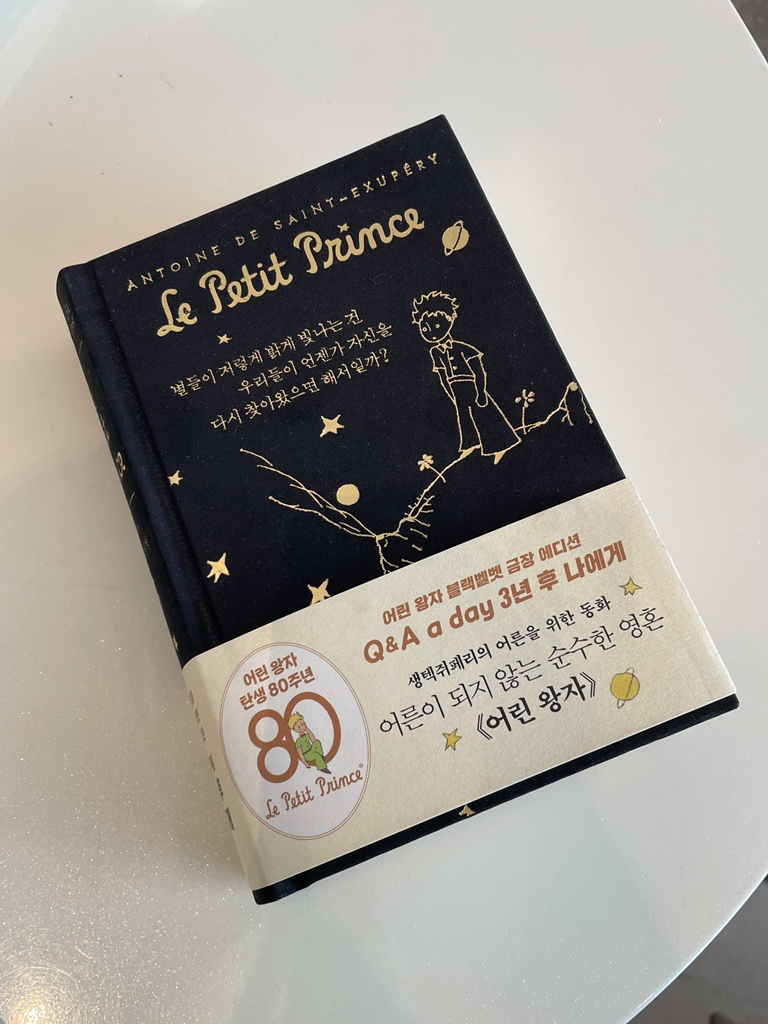 ANTOINE DE SAINT-EXUPÉRY
Le Petit Prince
별들이 저렇게 밝게 빛나는 건
우리들이 언젠가 자신을
다시 찾아왔으면 해서일까?
어린 왕자 블랙벨벳 금장 에디션
Q&A a day 3년 후 나에게
생텍쥐페리의 어른을 위한 동화
어른이 되지 않는 순수한 영혼
《어린 왕자》
어린 왕자
탄생 80주년
80
Le Petit Prince®